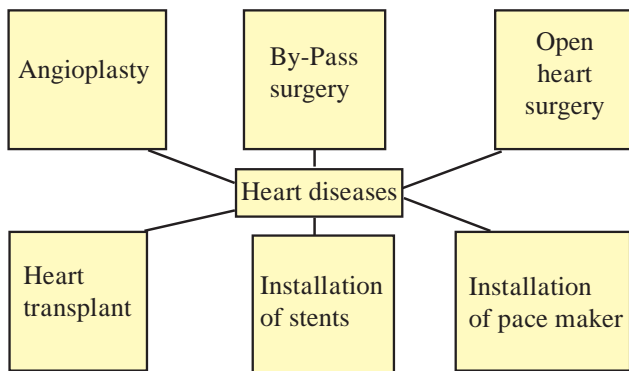 Angioplasty
By-Pass
surgery
Open
heart
surgery
Heart diseases
Heart
transplant
Installation
of stents
Installation
of pace maker